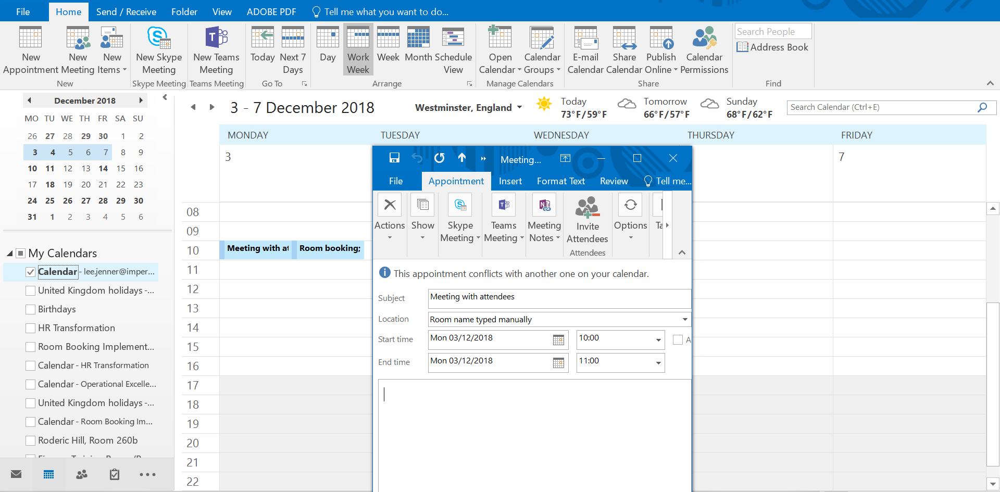 File Home Send / Receive Folder View ADOBE PDF Tell me what you want to do...
New Appointment
New Meeting
New Items
New
New Skype Meeting
Skype Meeting
New Teams Meeting
Teams Meeting
Today
Next 7 Days
Go To
Day
Work Week
Week
Month
Schedule View
Arrange
Open Calendar
Calendar Groups
Manage Calendars
E-mail Calendar
Share Calendar
Publish Online
Calendar Permissions
Share
Search People
Address Book
Find
December 2018
MO TU WE TH FR SA SU
26 27 28 29 30 1 2
3 4 5 6 7 8 9
10 11 12 13 14 15 16
17 18 19 20 21 22 23
24 25 26 27 28 29 30
31 1 2 3 4 5 6
My Calendars
Calendar - lee.jenner@imper...
United Kingdom holidays -...
Birthdays
HR Transformation
Room Booking Implement...
Calendar - HR Transformation
Calendar - Operational Excelle...
United Kingdom holidays -...
Calendar - Room Booking Im...
Roderic Hill, Room 260b
3 - 7 December 2018
Westminster, England
Today
73°F/59°F
Tomorrow
66°F/57°F
Sunday
68°F/62°F
Search Calendar (Ctrl+E)
MONDAY TUESDAY WEDNESDAY THURSDAY FRIDAY
3 7
08
09
10
11
12
13
14
15
16
17
18
19
20
21
22
Meeting with at
Room booking;
Meeting...
File Appointment Insert Format Text Review Tell me...
Actions
Show
Skype Meeting
Teams Meeting
Meeting Notes
Invite Attendees
Attendees
Options
Ta
This appointment conflicts with another one on your calendar.
Subject Meeting with attendees
Location Room name typed manually
Start time Mon 03/12/2018 10:00 A
End time Mon 03/12/2018 11:00